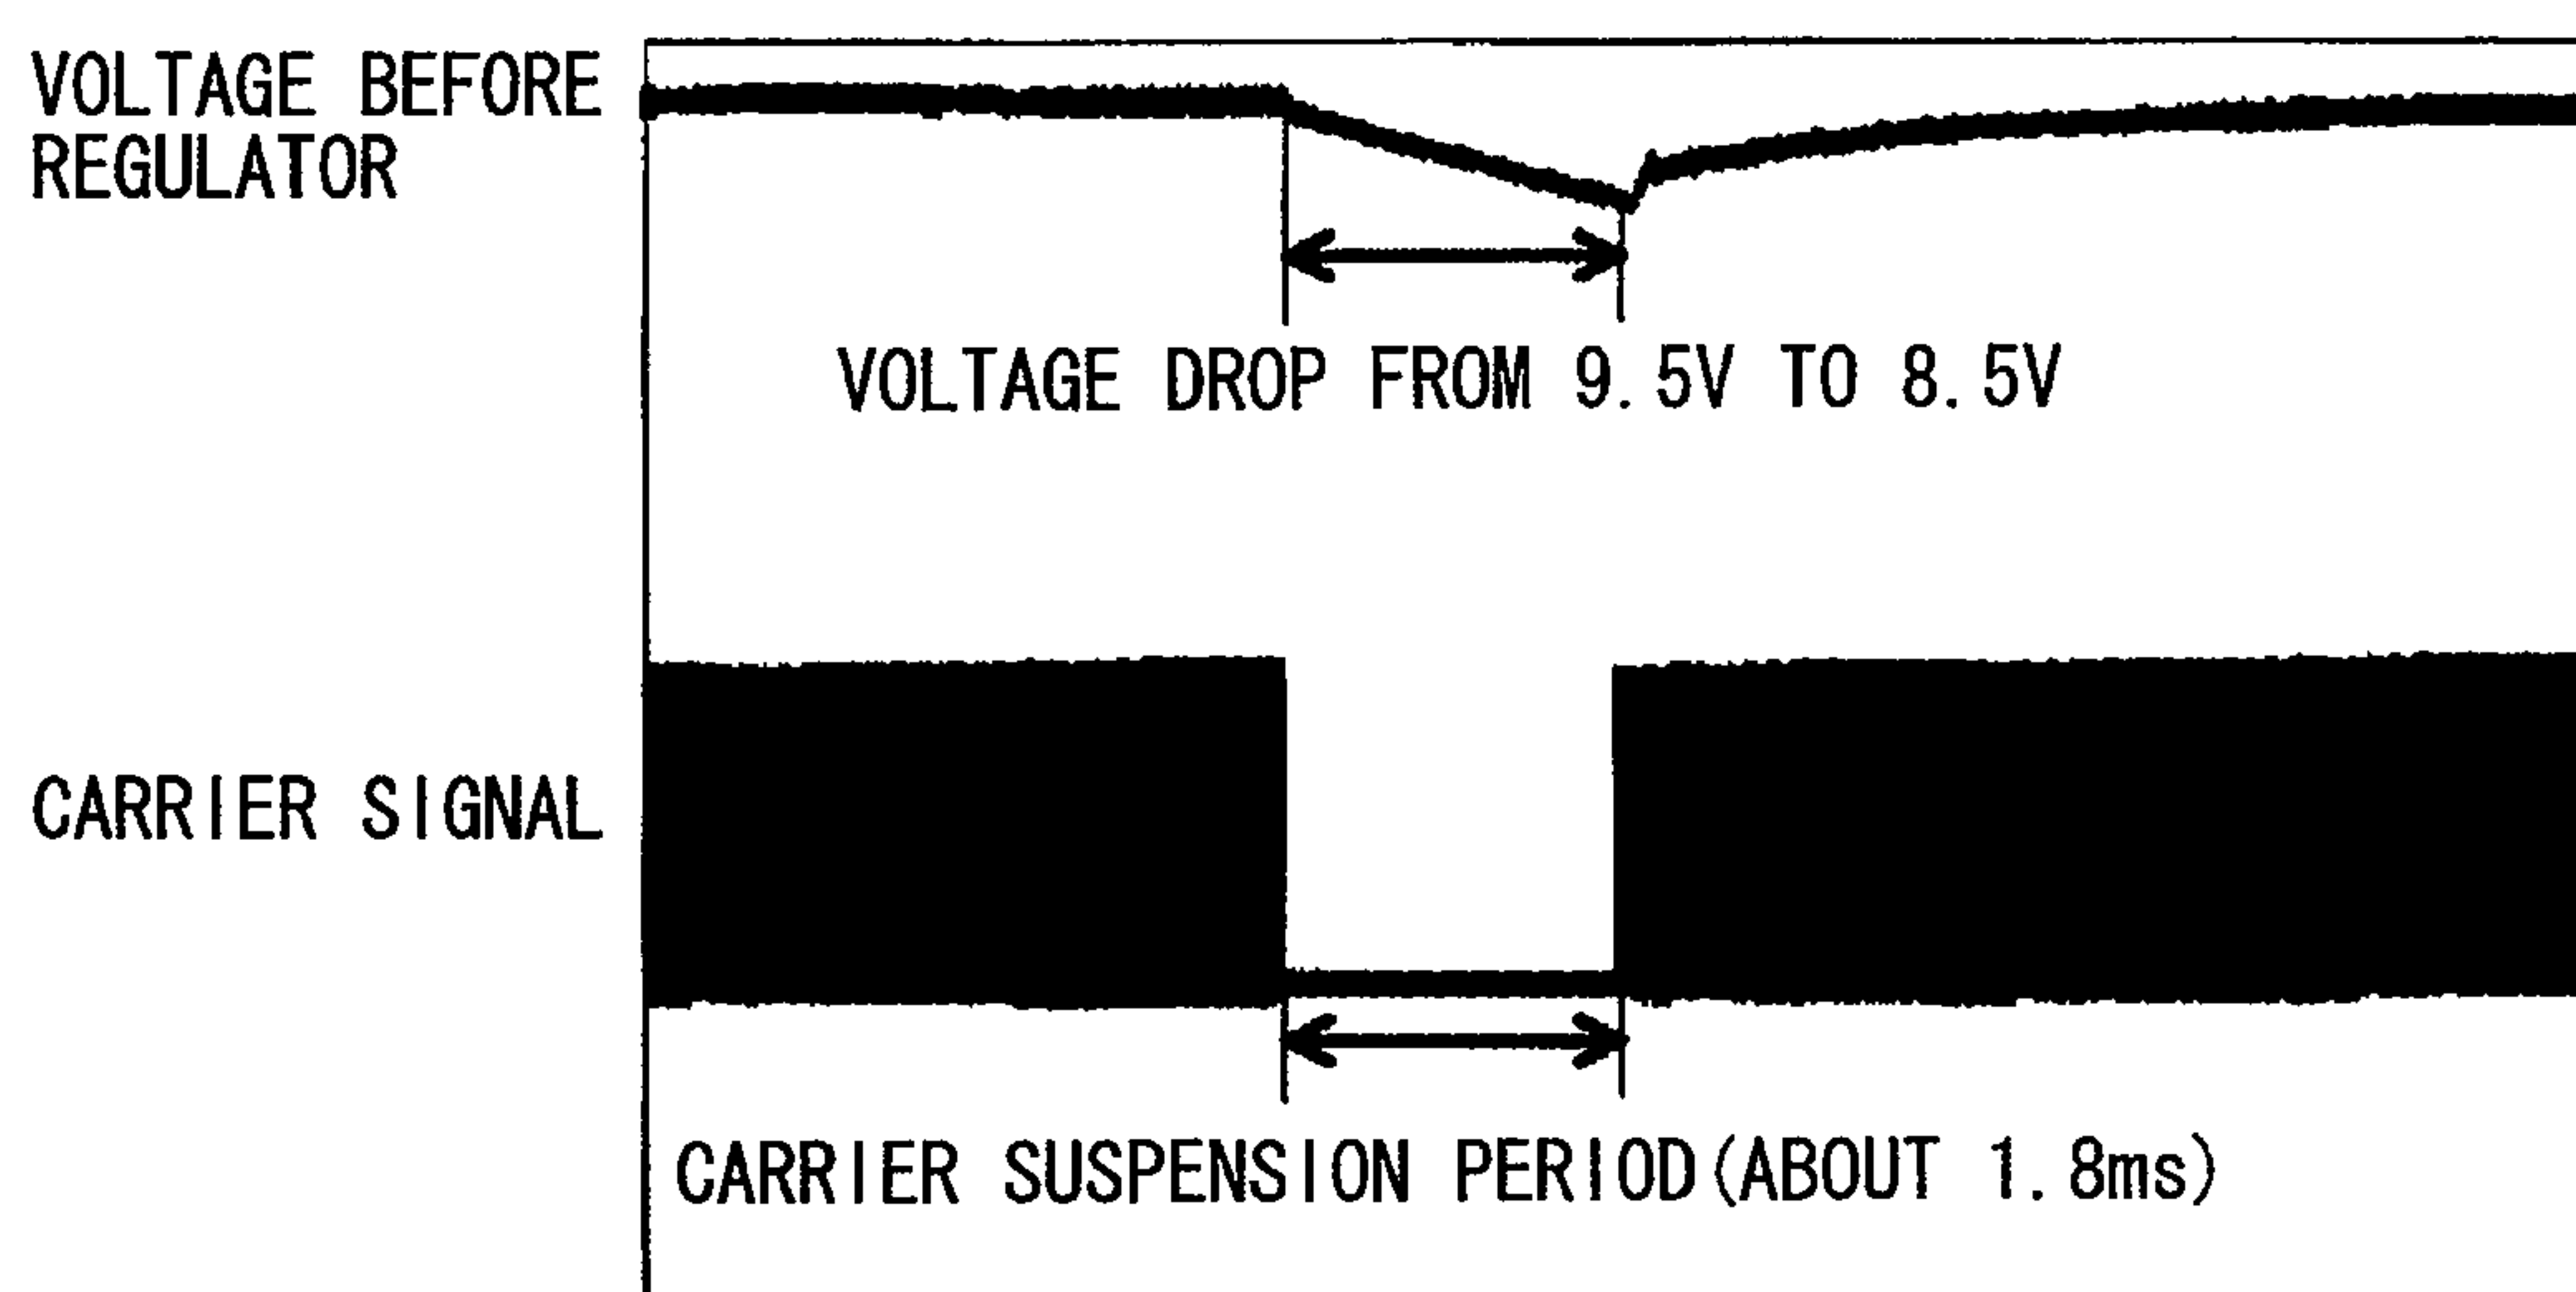 VOLTAGE BEFORE
REGULATOR
VOLTAGE DROP FROM 9.5V TO 8.5V
CARRIER SIGNAL
CARRIER SUSPENSION PERIOD(ABOUT 1.8ms)